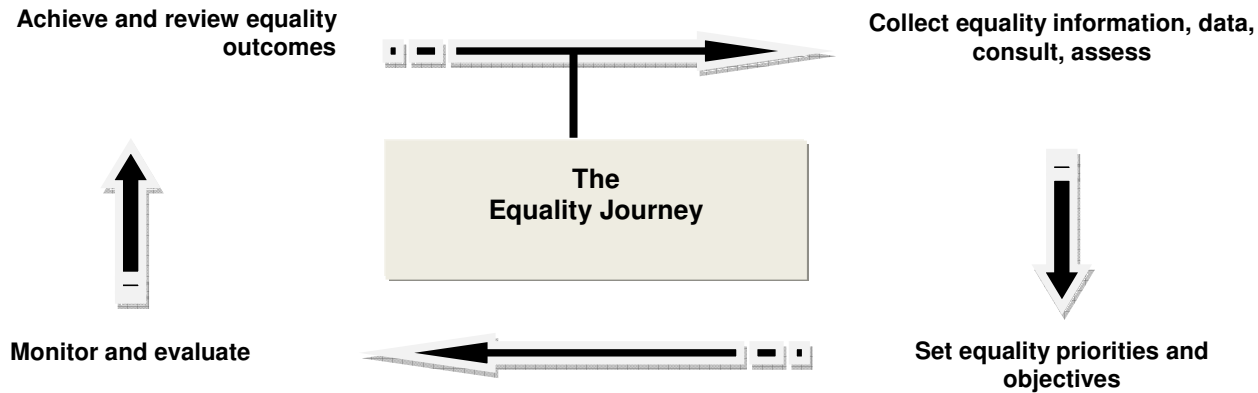 Achieve and review equality
outcomes
Collect equality information, data,
consult, assess
The
Equality Journey
Monitor and evaluate
Set equality priorities and
objectives